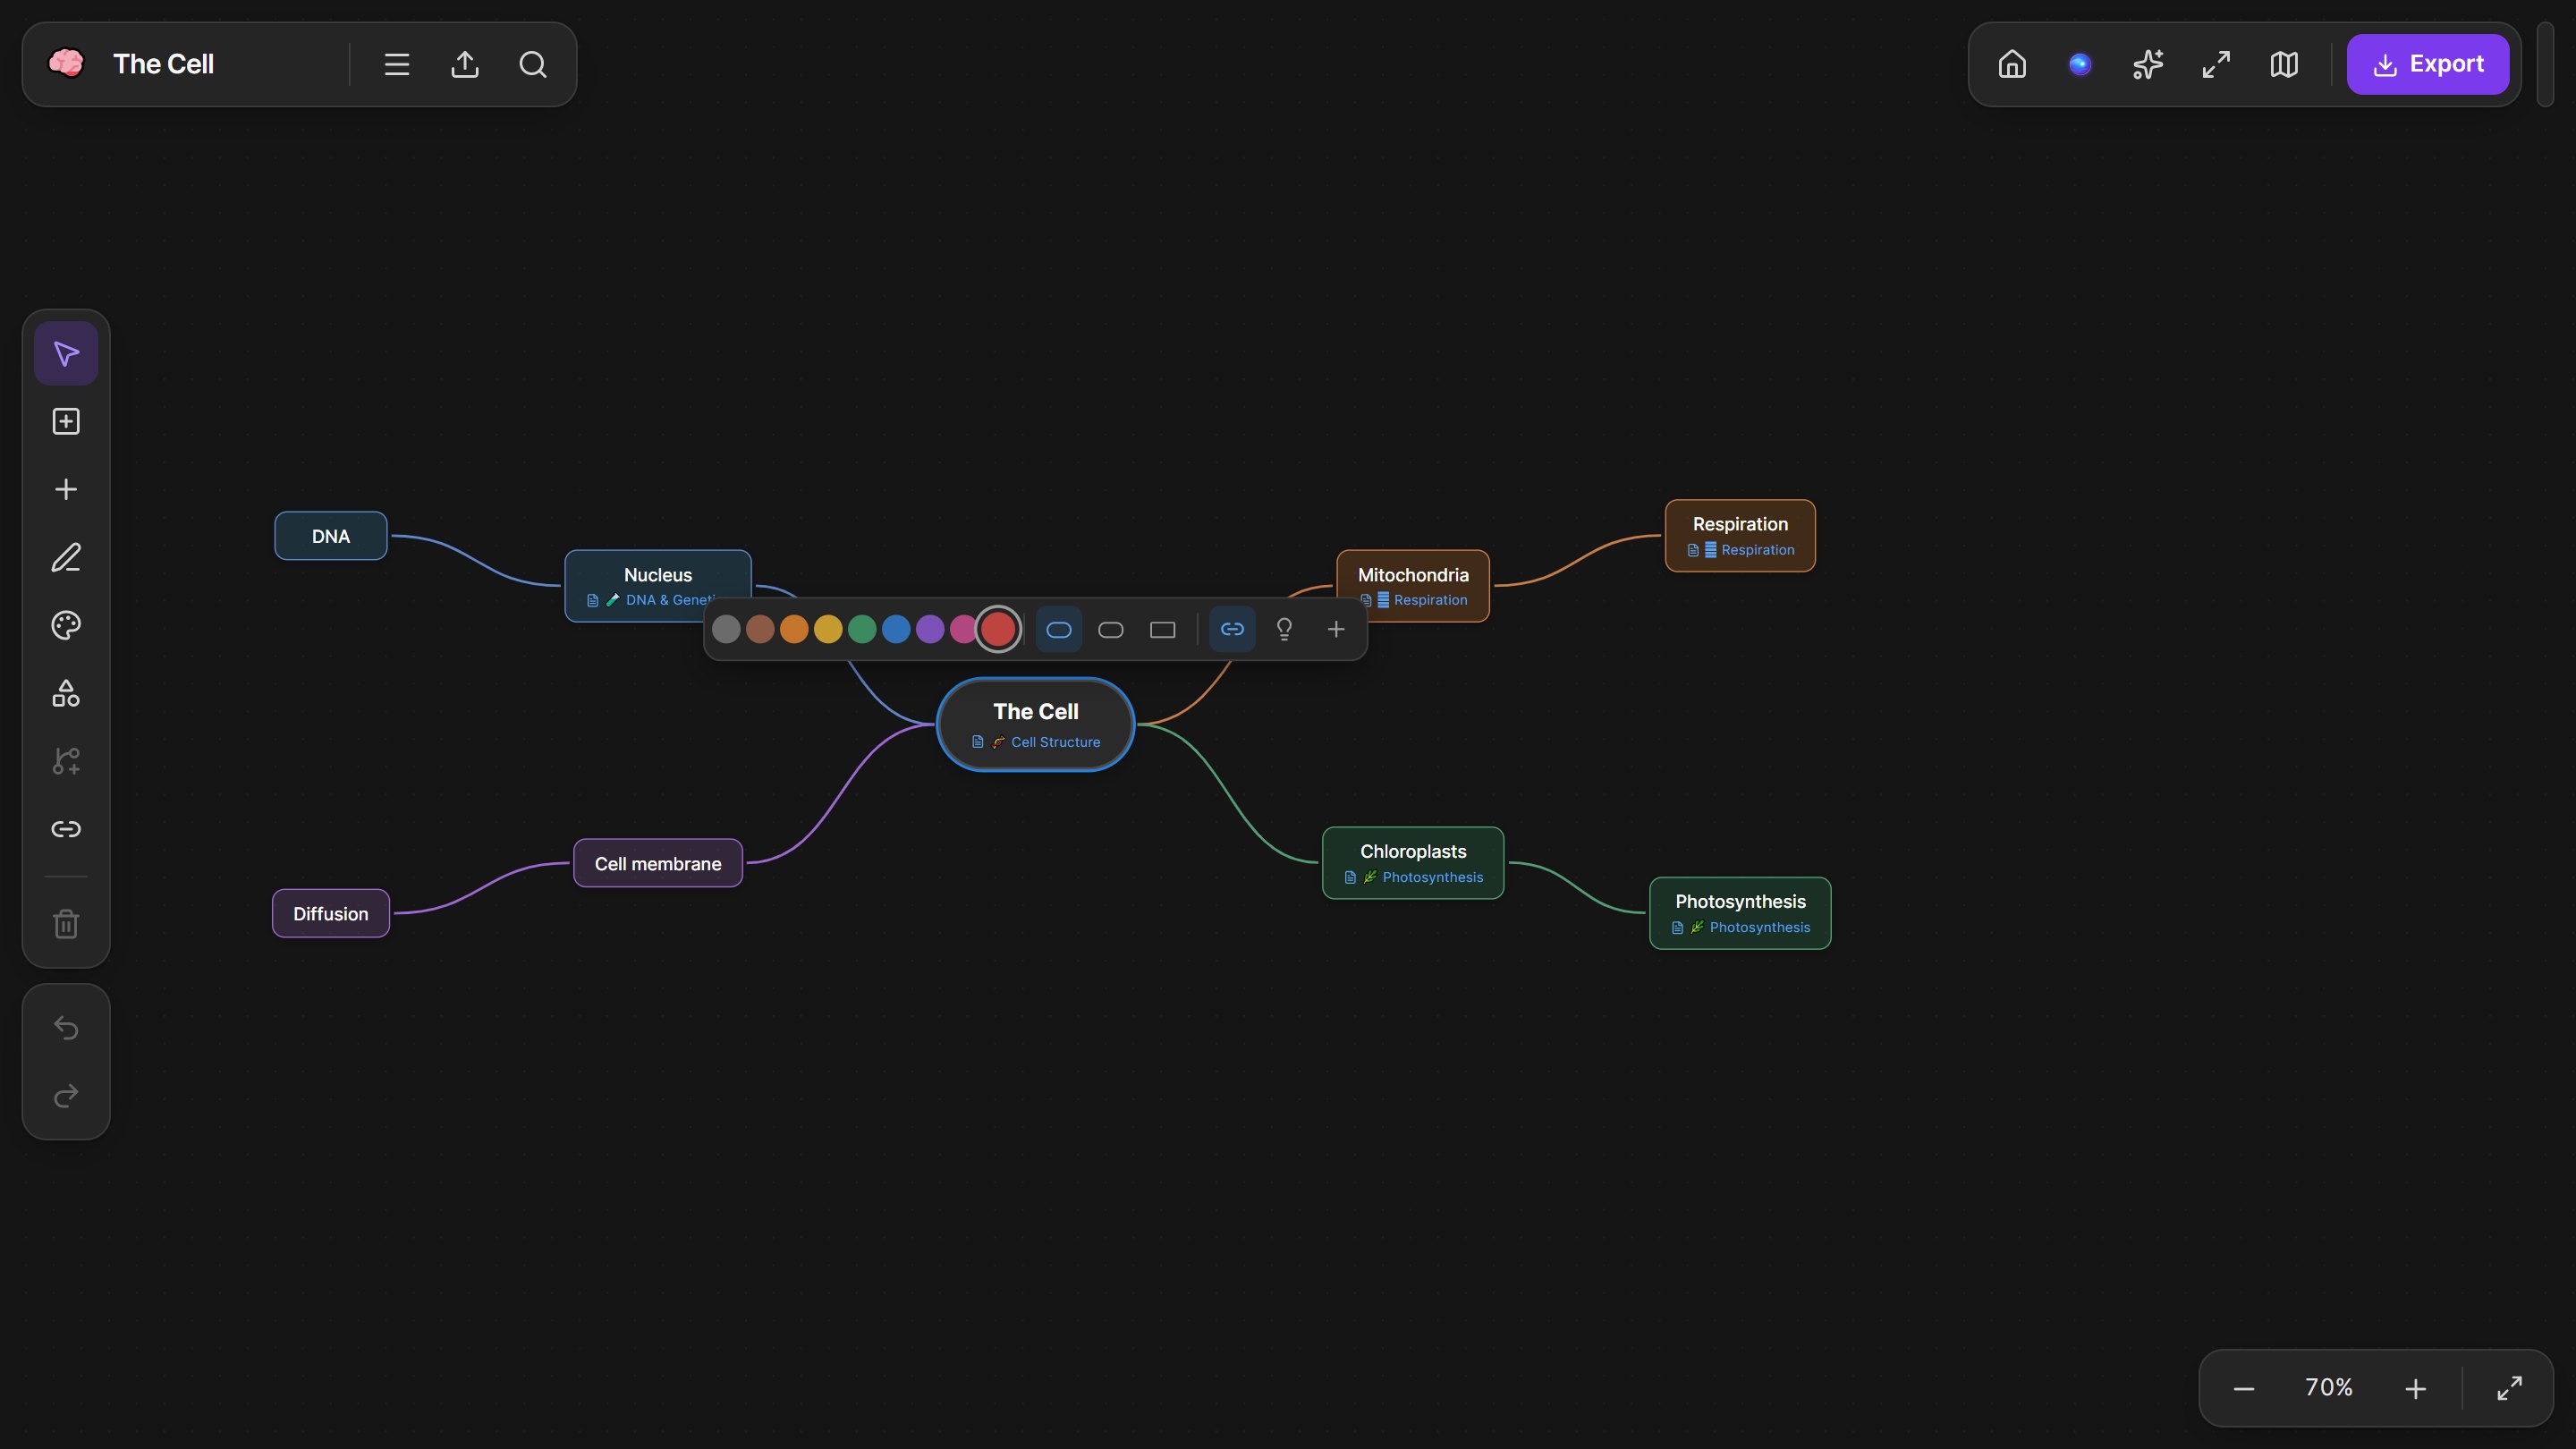 The Cell
Export
DNA
Nucleus
DNA & Geneti
Mitochondria
Respiration
Respiration
Respiration
The Cell
Cell Structure
Cell membrane
Diffusion
Chloroplasts
Photosynthesis
Photosynthesis
Photosynthesis
70%